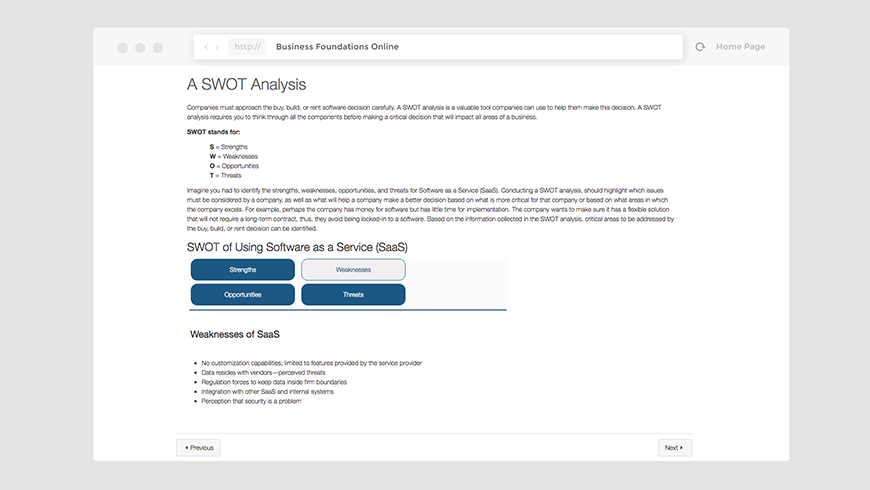 http:// Business Foundations Online Home Page
A SWOT Analysis
Companies must approach the buy, build, or rent software decision carefully. A SWOT analysis is a valuable tool companies can use to help them make this decision. A SWOT
analysis requires you to think through all the components before making a critical decision that will impact all areas of a business.
SWOT stands for:
S = Strengths
W = Weaknesses
O = Opportunities
T = Threats
Imagine you had to identify the strengths, weaknesses, opportunities, and threats for Software as a Service (SaaS). Conducting a SWOT analysis, should highlight which issues
must be considered by a company, as well as what will help a company make a better decision based on what is more critical for that company or based on what areas in which
the company excels. For example, perhaps the company has money for software but has little time for implementation. The company wants to make sure it has a flexible solution
that will not require a long-term contract, thus, they avoid being locked-in to a software. Based on the information collected in the SWOT analysis, critical areas to be addressed by
the buy, build, or rent decision can be identified.
SWOT of Using Software as a Service (SaaS)
Strengths Weaknesses
Opportunities Threats
Weaknesses of SaaS
• No customization capabilities; limited to features provided by the service provider
• Data resides with vendors—perceived threats
• Regulation forces to keep data inside firm boundaries
• Integration with other SaaS and internal systems
• Perception that security is a problem
Previous Next